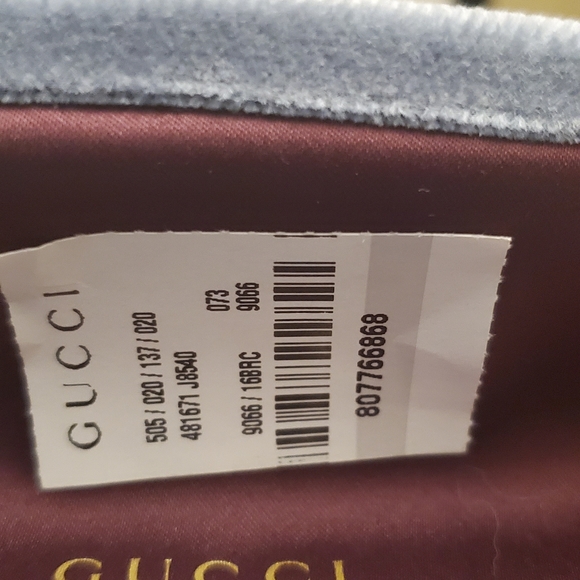 GUCCI
505 / 020 / 137 / 020
481671 J8540 073
9066 / 16BRC 9066
807766868
GUCCI